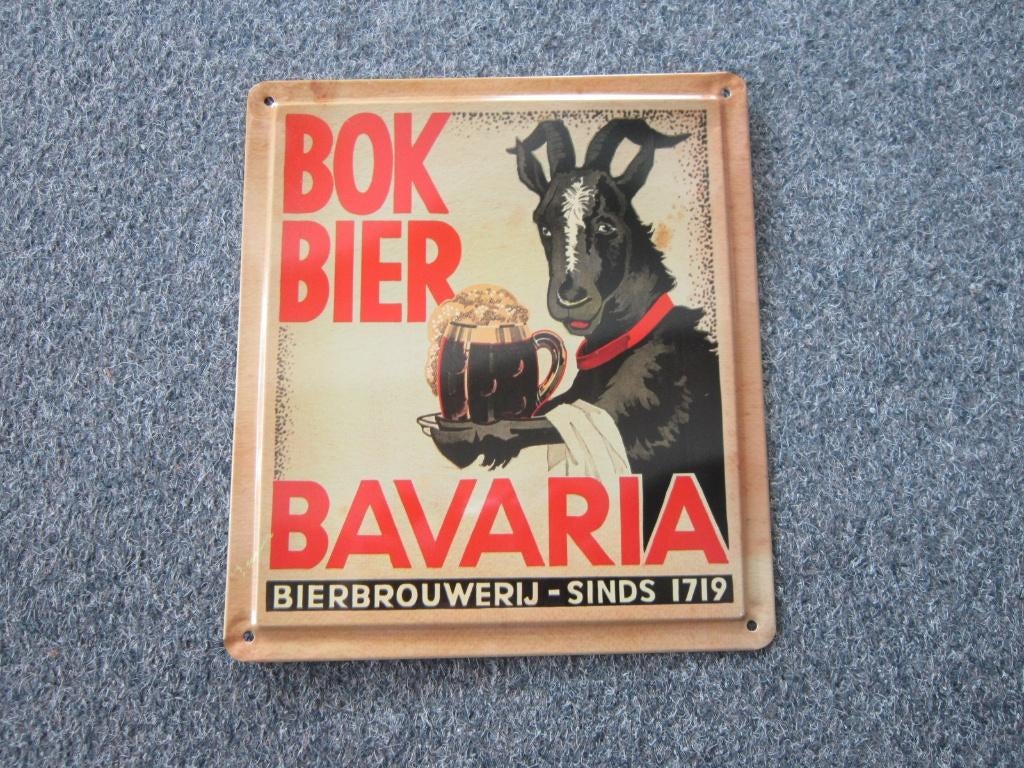 BOK
BIER
BAVARIA
BIERBROUWERIJ - SINDS 1719